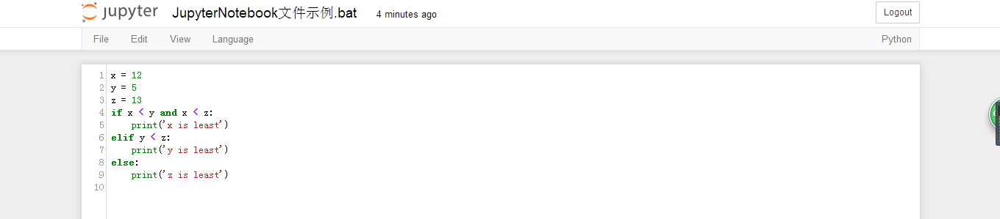 jupyter JupyterNotebook文件示例.bat 4 minutes ago Logout
File Edit View Language Python
1 x = 12
2 y = 5
3 z = 13
4 if x < y and x < z:
5     print('x is least')
6 elif y < z:
7     print('y is least')
8 else:
9     print('z is least')
10